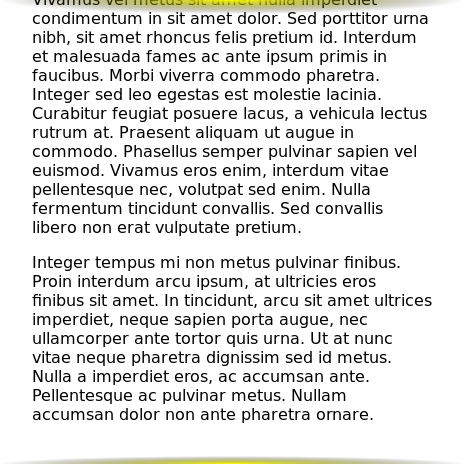 Vivamus vel metus sit amet nulla imperdiet
condimentum in sit amet dolor. Sed porttitor urna
nibh, sit amet rhoncus felis pretium id. Interdum
et malesuada fames ac ante ipsum primis in
faucibus. Morbi viverra commodo pharetra.
Integer sed leo egestas est molestie lacinia.
Curabitur feugiat posuere lacus, a vehicula lectus
rutrum at. Praesent aliquam ut augue in
commodo. Phasellus semper pulvinar sapien vel
euismod. Vivamus eros enim, interdum vitae
pellentesque nec, volutpat sed enim. Nulla
fermentum tincidunt convallis. Sed convallis
libero non erat vulputate pretium.
Integer tempus mi non metus pulvinar finibus.
Proin interdum arcu ipsum, at ultricies eros
finibus sit amet. In tincidunt, arcu sit amet ultrices
imperdiet, neque sapien porta augue, nec
ullamcorper ante tortor quis urna. Ut at nunc
vitae neque pharetra dignissim sed id metus.
Nulla a imperdiet eros, ac accumsan ante.
Pellentesque ac pulvinar metus. Nullam
accumsan dolor non ante pharetra ornare.